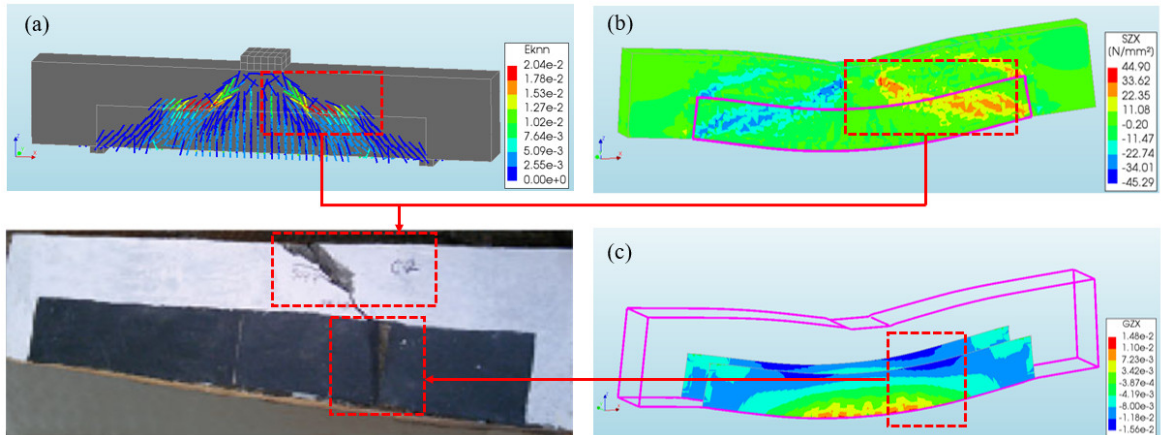 (a)
Eknn
2.04e-2
1.78e-2
1.53e-2
1.27e-2
1.02e-2
7.64e-3
5.09e-3
2.55e-3
0.00e+0
(b)
SZX
(N/mm²)
44.90
33.62
22.35
11.08
-0.20
-11.47
-22.74
-34.01
-45.29
(c)
GZX
1.48e-2
1.10e-2
7.23e-3
3.42e-3
-3.87e-4
-4.19e-3
-8.00e-3
-1.18e-2
-1.56e-2